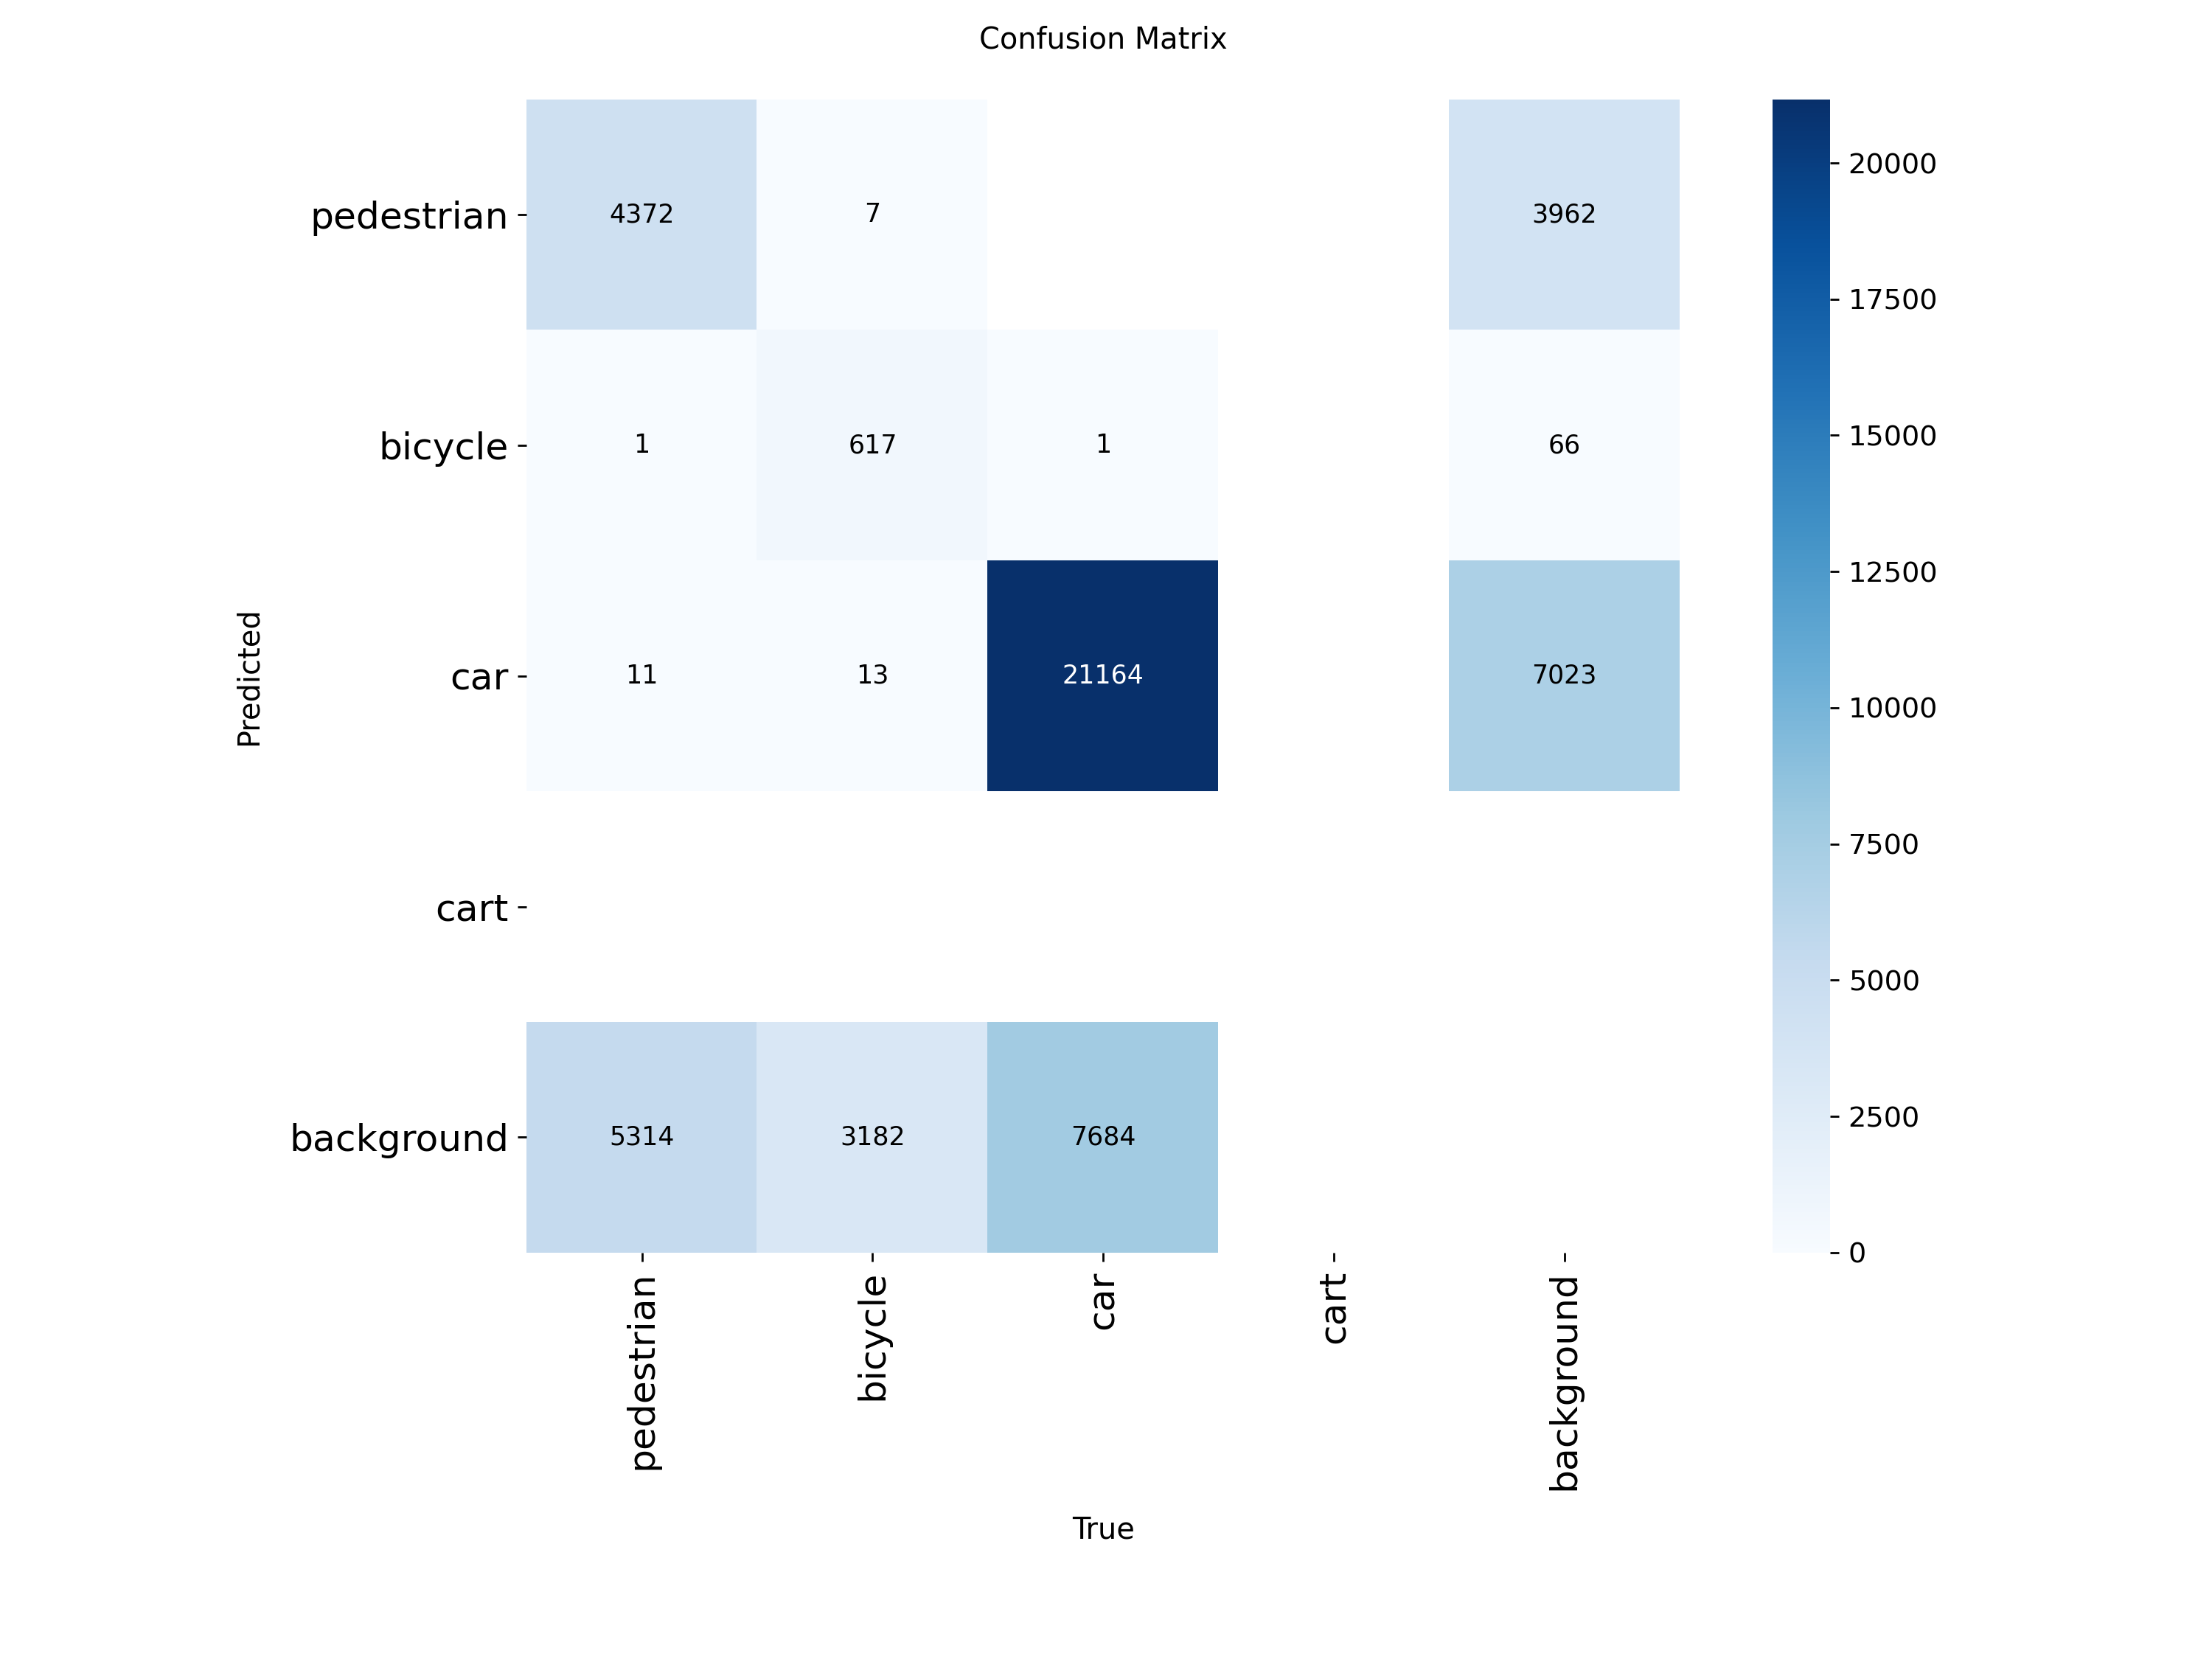 Confusion Matrix
pedestrian 4372 7 3962
bicycle 1 617 1 66
car 11 13 21164 7023
cart
background 5314 3182 7684
Predicted
pedestrian bicycle car cart background
True
20000
17500
15000
12500
10000
7500
5000
2500
0